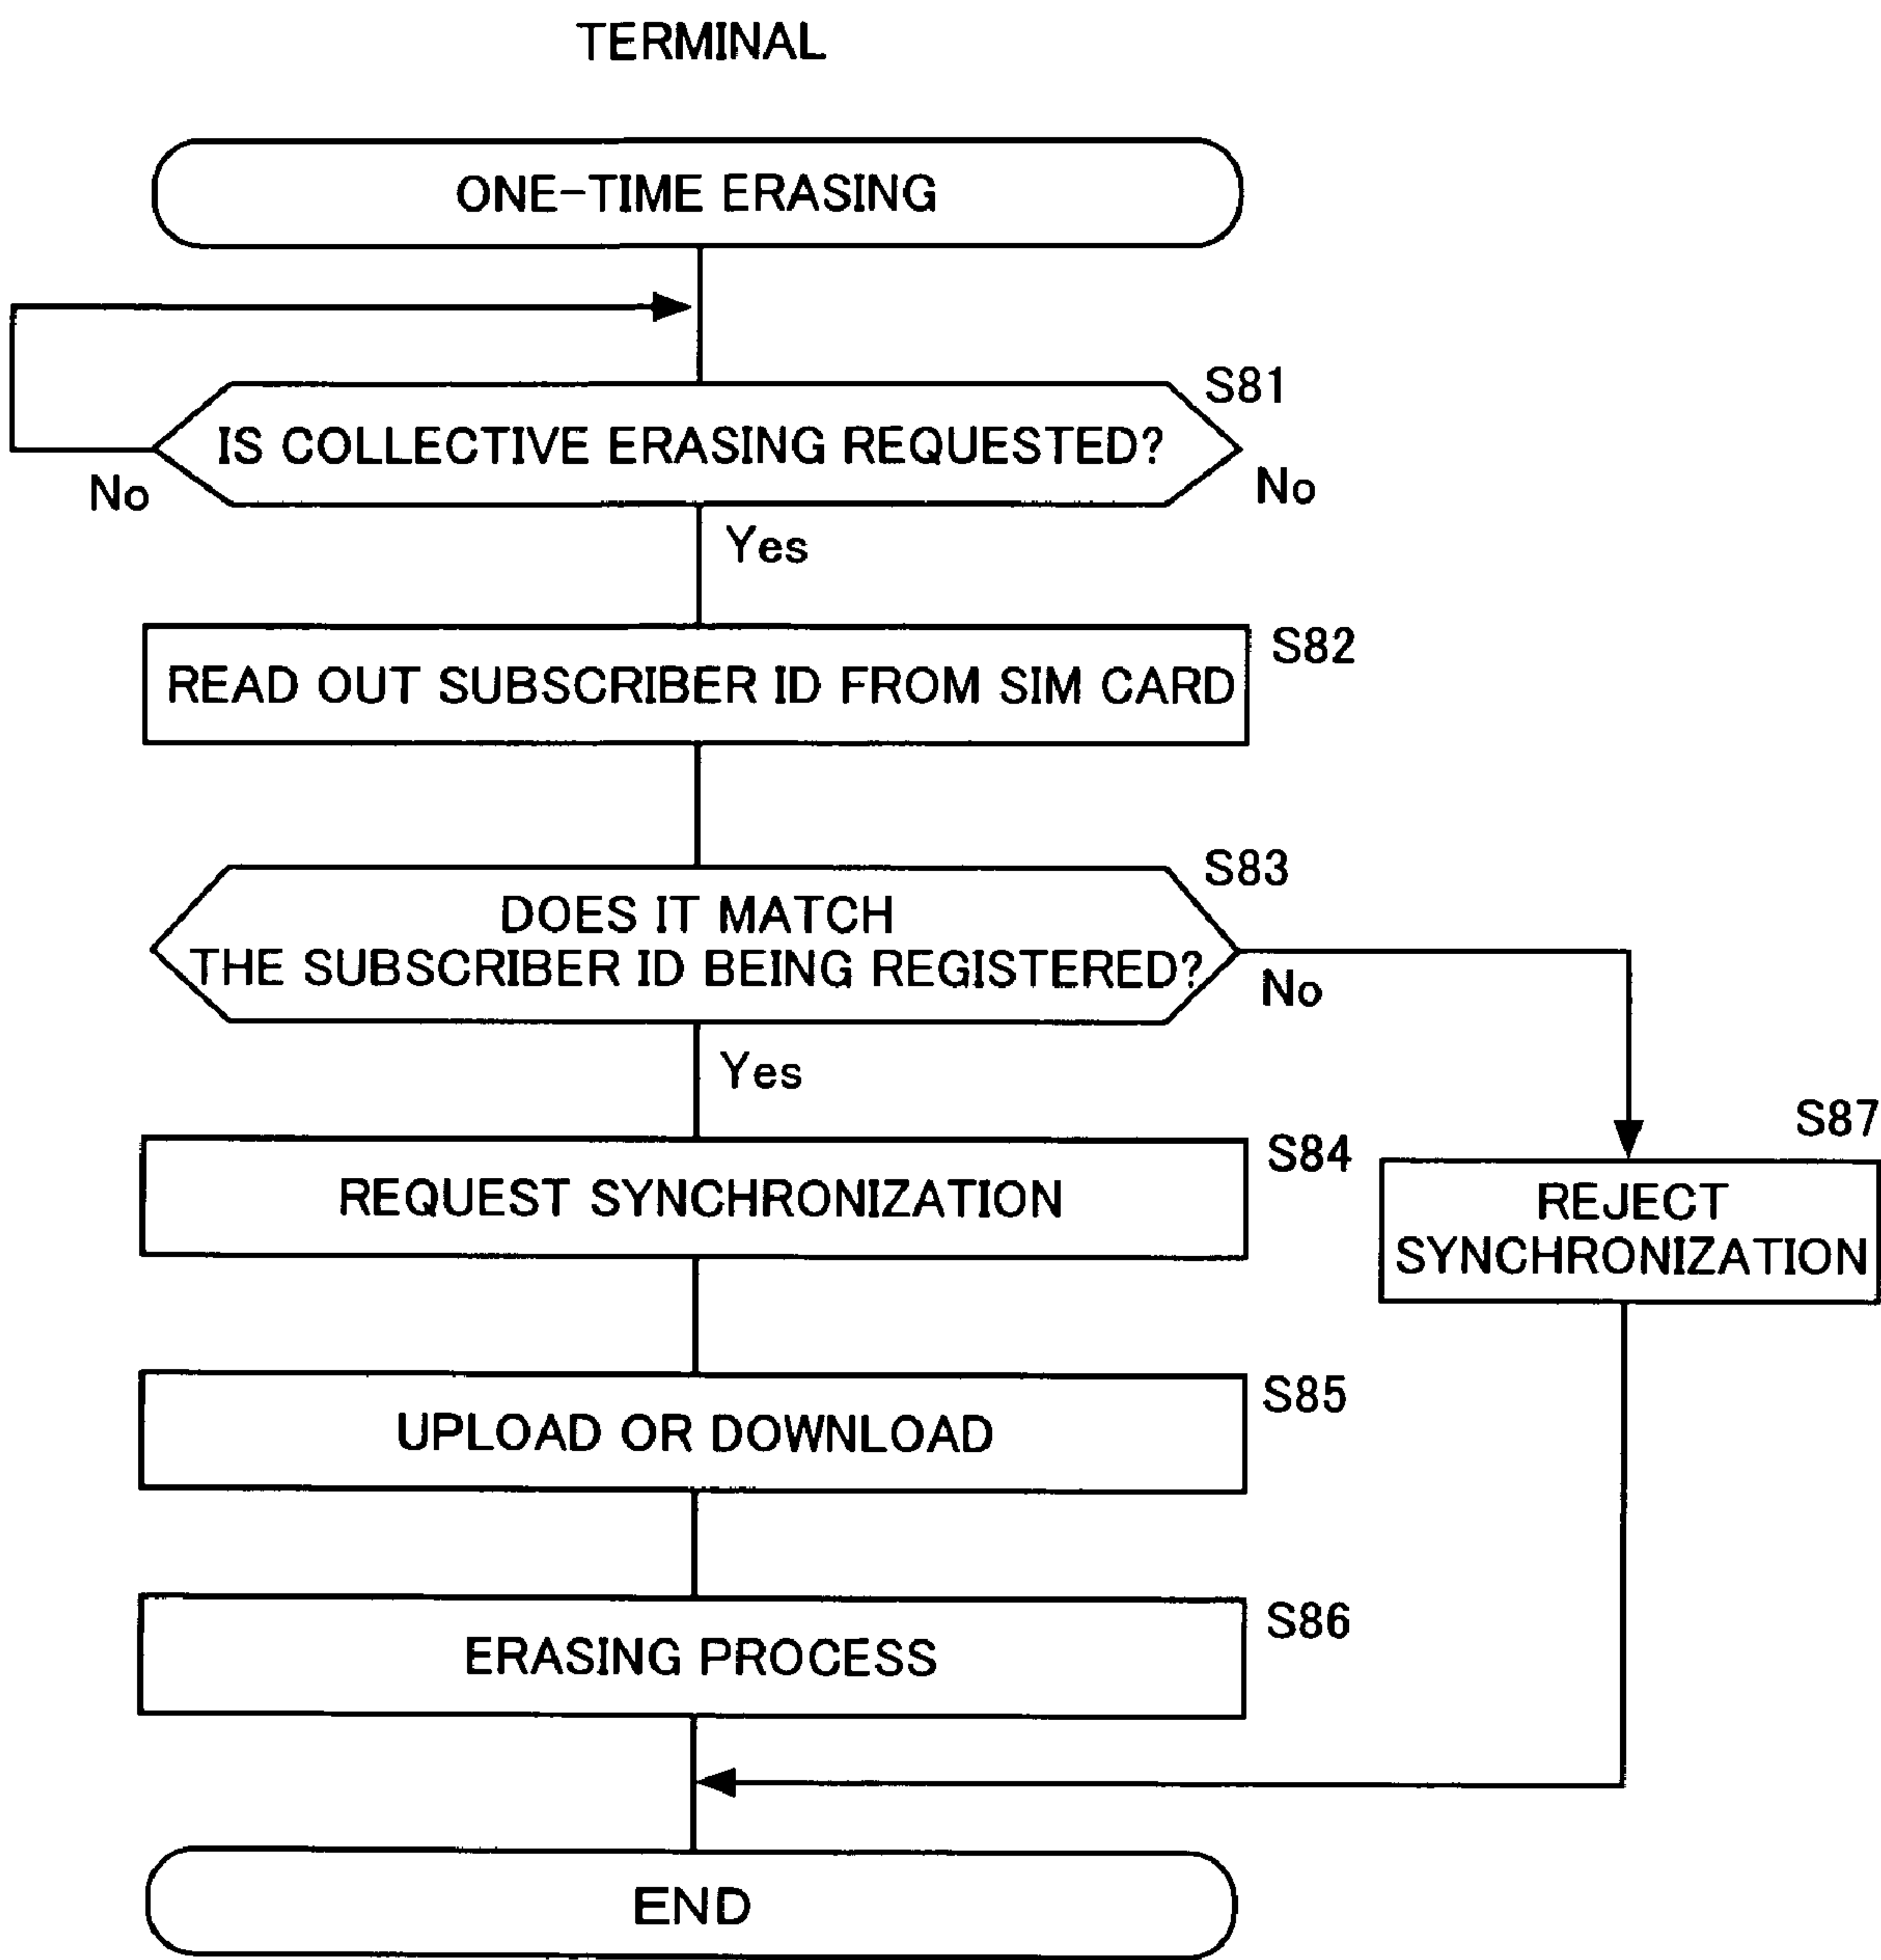 TERMINAL
ONE-TIME ERASING
S81
IS COLLECTIVE ERASING REQUESTED?
No
No
Yes
S82
READ OUT SUBSCRIBER ID FROM SIM CARD
S83
DOES IT MATCH
THE SUBSCRIBER ID BEING REGISTERED?
No
Yes
S87
S84
REQUEST SYNCHRONIZATION
REJECT
SYNCHRONIZATION
S85
UPLOAD OR DOWNLOAD
S86
ERASING PROCESS
END